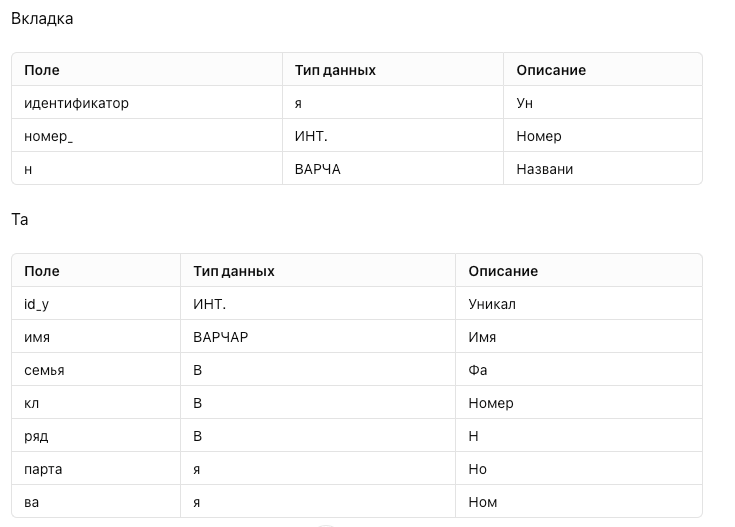 Вкладка
Поле Тип данных Описание
идентификатор я Ун
номер_ ИНТ. Номер
н ВАРЧА Названи
Та
Поле Тип данных Описание
id_y ИНТ. Уникал
имя ВАРЧАР Имя
семья В Фа
кл В Номер
ряд В Н
парта я Но
ва я Ном